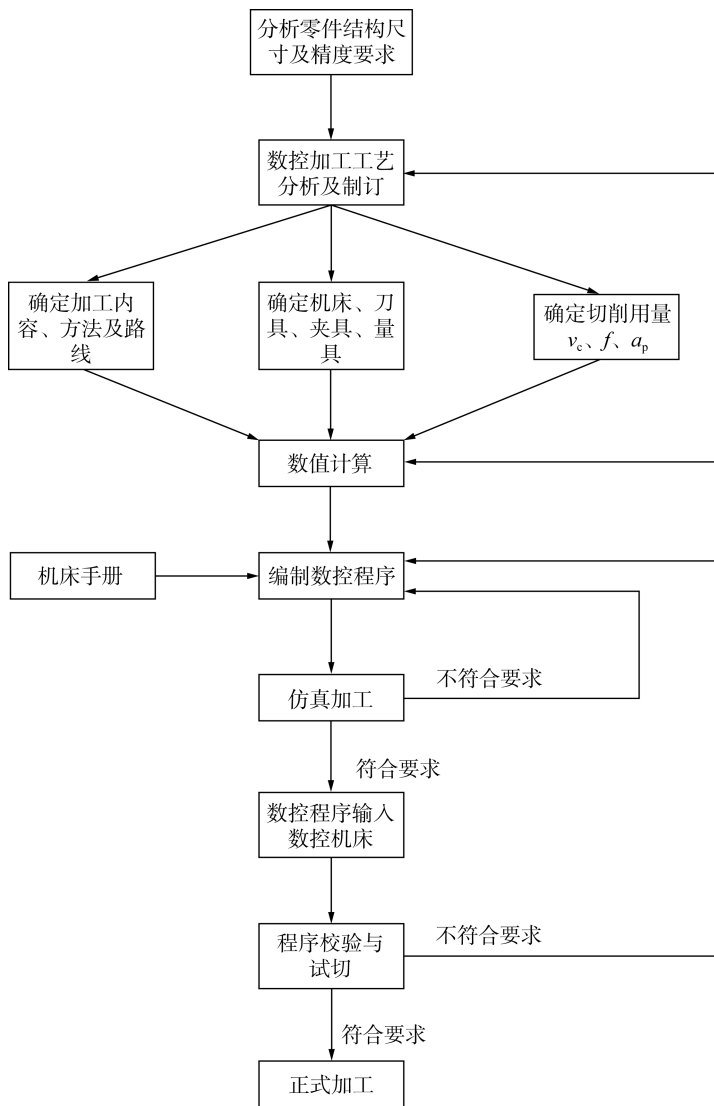 分析零件结构尺
寸及精度要求
数控加工工艺
分析及制订
确定加工内
容、方法及路
线
确定机床、刀
具、夹具、量
具
确定切削用量
vc、f、ap
数值计算
机床手册
编制数控程序
仿真加工
不符合要求
符合要求
数控程序输入
数控机床
程序校验与
试切
不符合要求
符合要求
正式加工